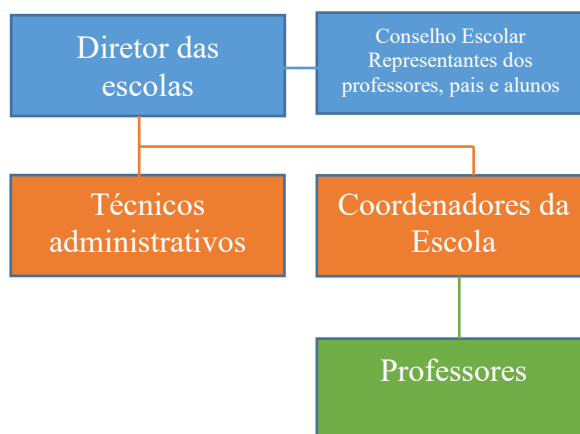 Diretor das
escolas
Conselho Escolar
Representantes dos
professores, pais e alunos
Técnicos
administrativos
Coordenadores da
Escola
Professores